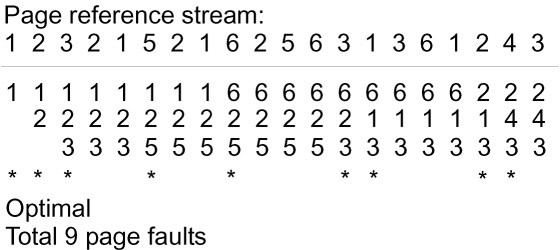 Page reference stream:
1 2 3 2 1 5 2 1 6 2 5 6 3 1 3 6 1 2 4 3
1 1 1 1 1 1 1 1 6 6 6 6 6 6 6 6 6 2 2 2
2 2 2 2 2 2 2 2 2 2 2 2 1 1 1 1 1 4 4
3 3 3 5 5 5 5 5 5 5 3 3 3 3 3 3 3 3
* * * * * * * * *
Optimal
Total 9 page faults